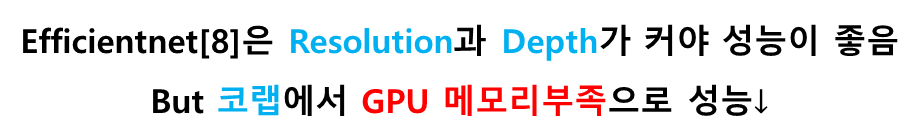 Efficientnet[8]은 Resolution과 Depth가 커야 성능이 좋음
But 코랩에서 GPU 메모리부족으로 성능↓